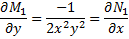 ∂M₁/∂y = −1/2x²y² = ∂N₁/∂x